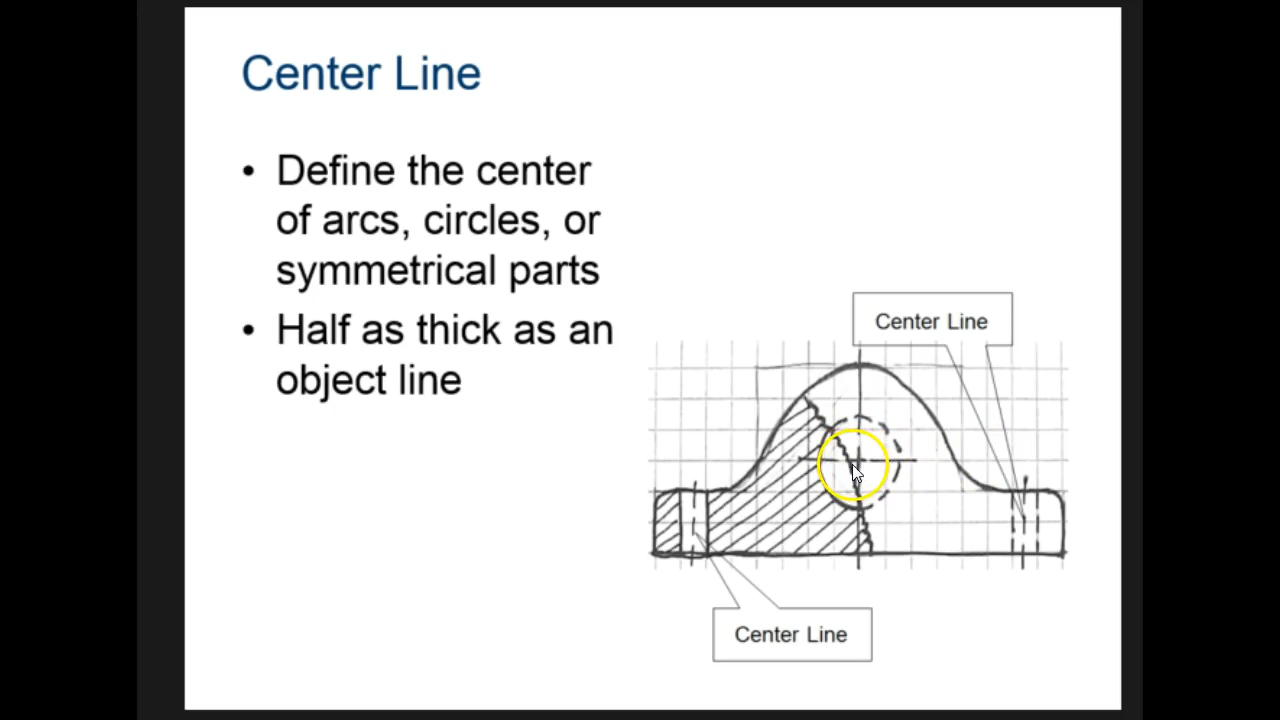 Center Line
• Define the center
of arcs, circles, or
symmetrical parts
• Half as thick as an
object line
Center Line
Center Line